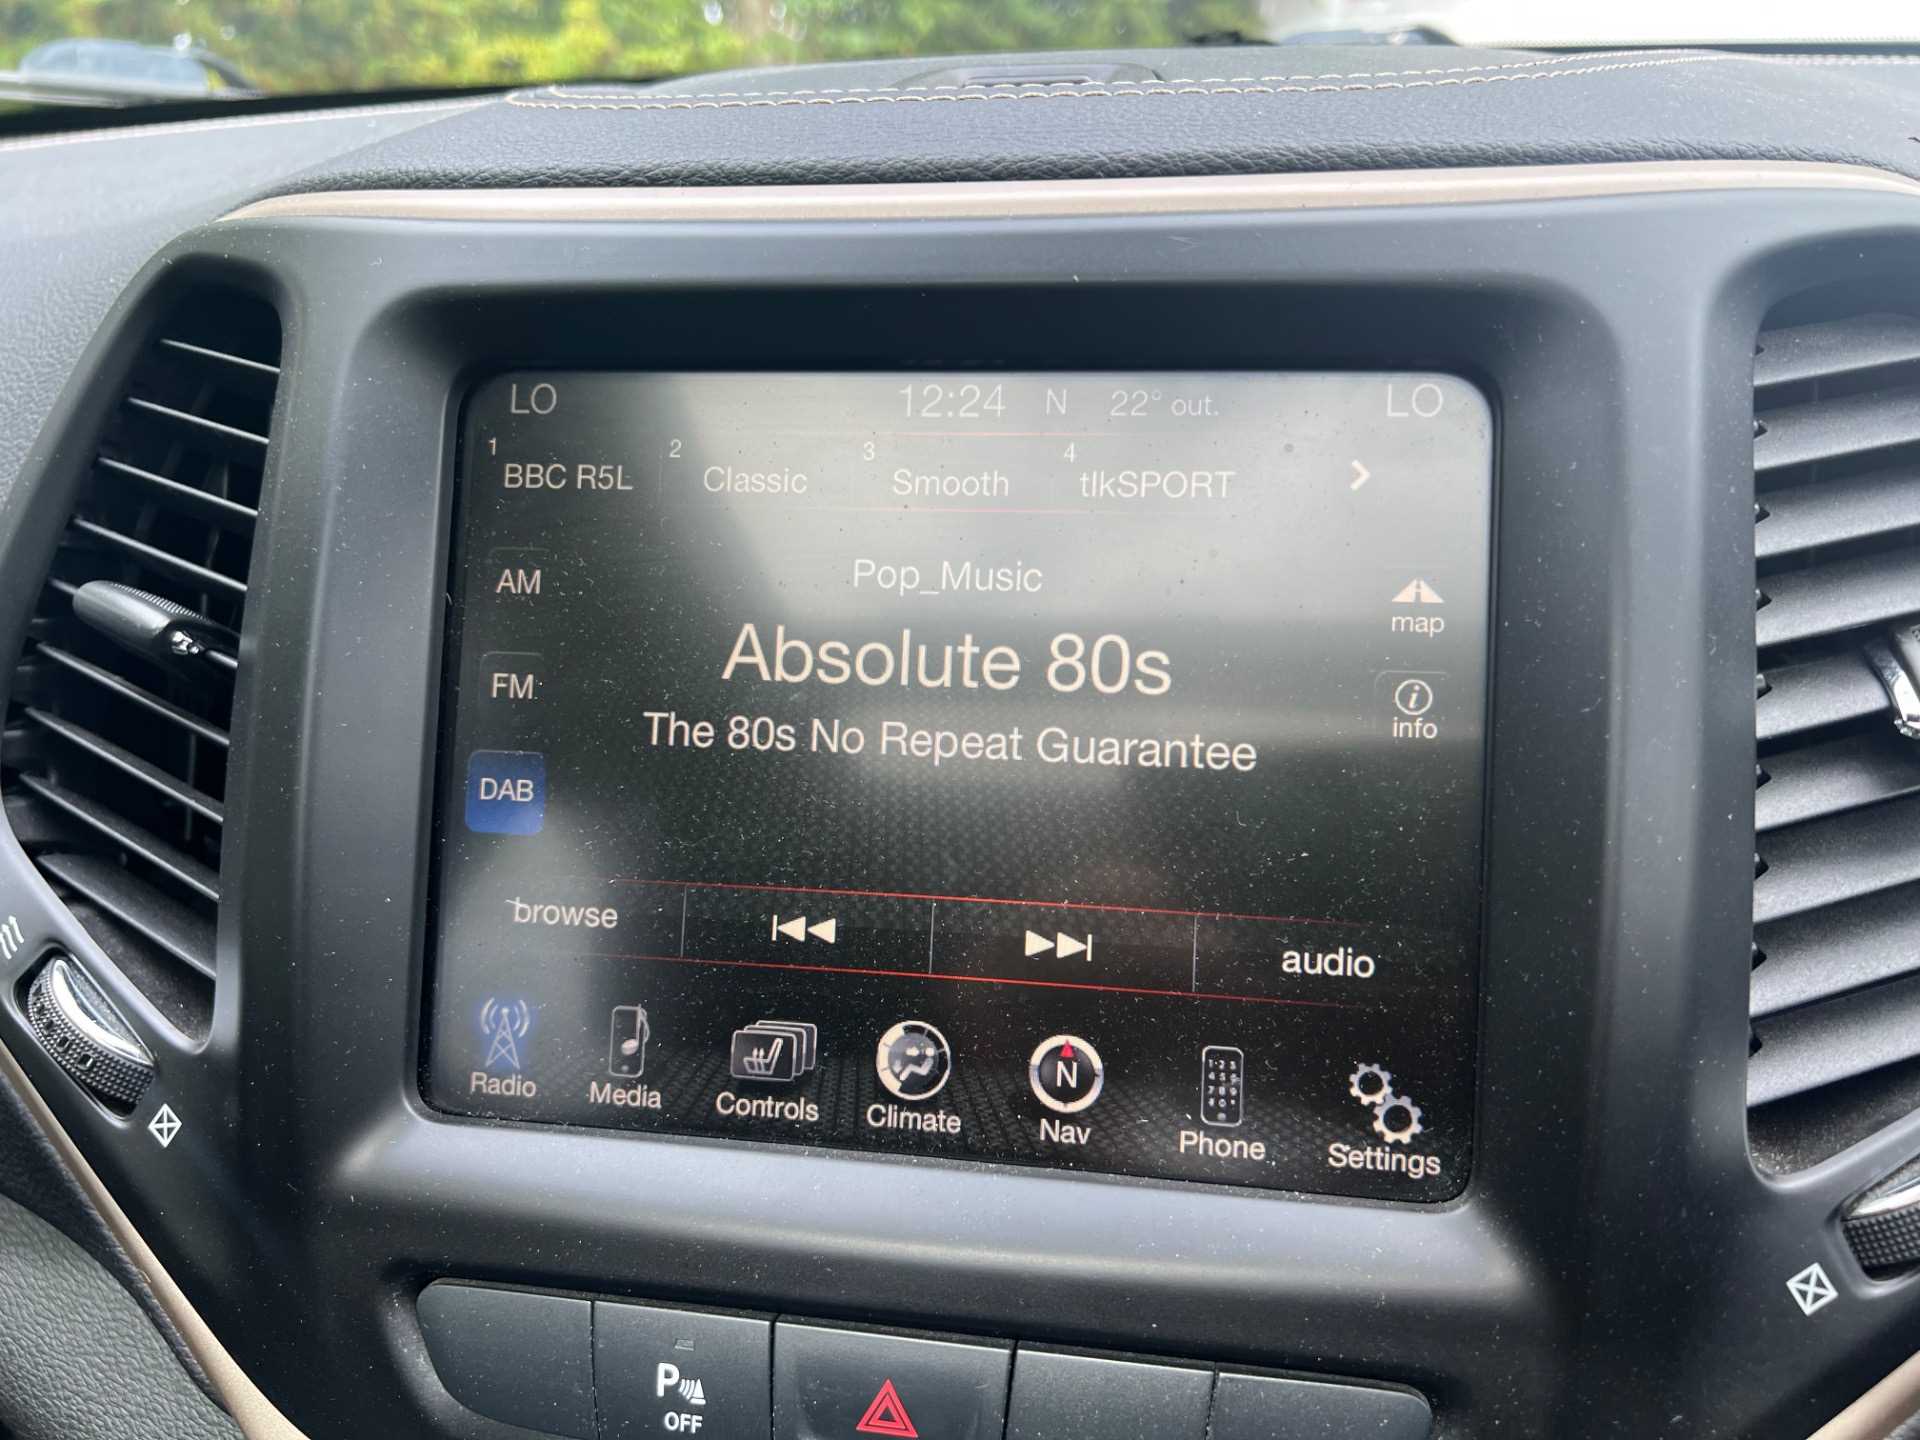 LO 12:24 N 22° out. LO
1 BBC R5L 2 Classic 3 Smooth 4 tlkSPORT
AM
Pop_Music
map
Absolute 80s
FM
info
The 80s No Repeat Guarantee
DAB
browse audio
Radio Media Controls Climate N Nav Phone Settings
P OFF